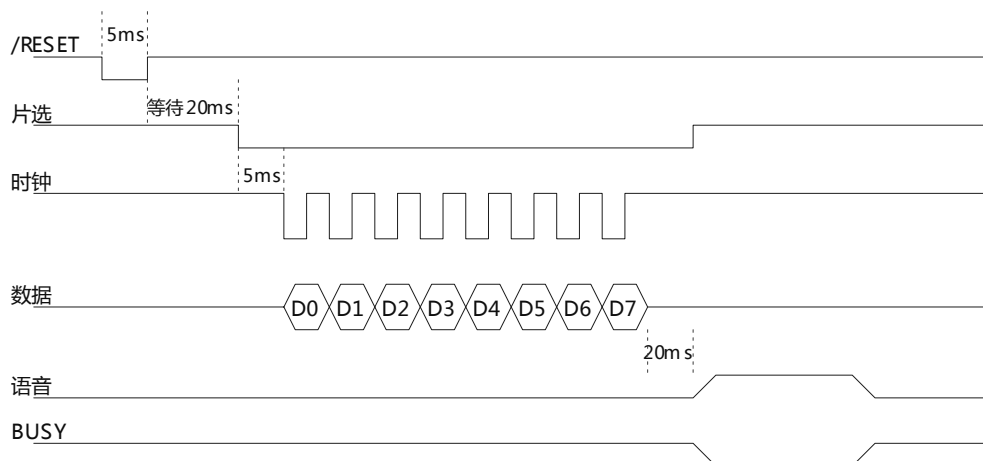 5ms
/RESET
等待20ms
片选
5ms
时钟
数据
D0 D1 D2 D3 D4 D5 D6 D7
20ms
语音
BUSY